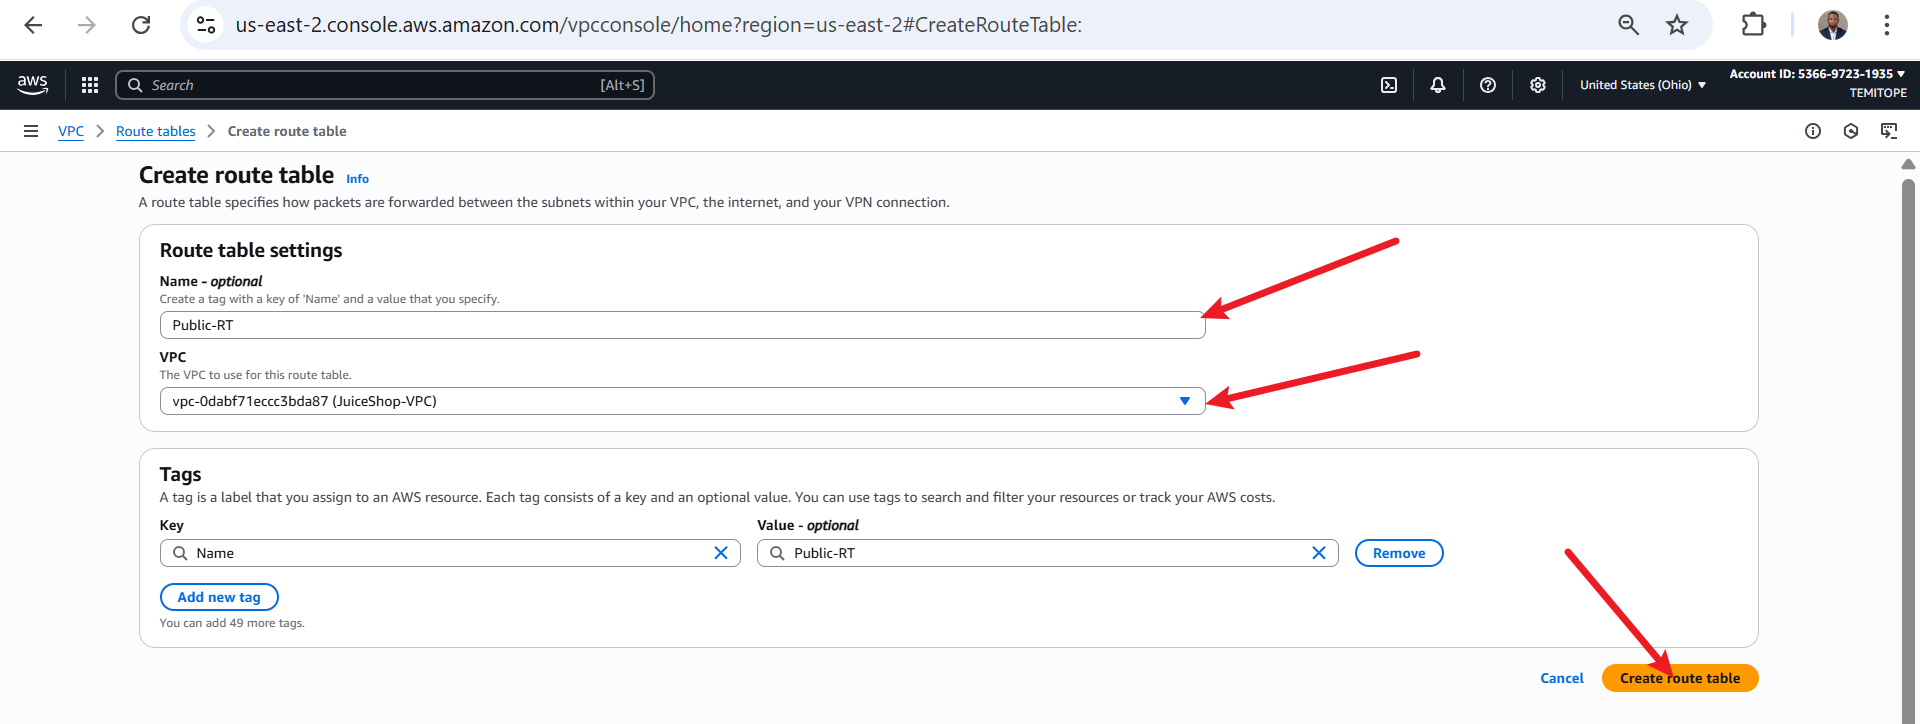 us-east-2.console.aws.amazon.com/vpcconsole/home?region=us-east-2#CreateRouteTable:
aws
Search [Alt+S]
United States (Ohio)
Account ID: 5366-9723-1935
TEMITOPE
VPC Route tables Create route table
Create route table Info
A route table specifies how packets are forwarded between the subnets within your VPC, the internet, and your VPN connection.
Route table settings
Name - optional
Create a tag with a key of 'Name' and a value that you specify.
Public-RT
VPC
The VPC to use for this route table.
vpc-0dabf71eccc3bda87 (JuiceShop-VPC)
Tags
A tag is a label that you assign to an AWS resource. Each tag consists of a key and an optional value. You can use tags to search and filter your resources or track your AWS costs.
Key Value - optional
Name Public-RT Remove
Add new tag
You can add 49 more tags.
Cancel Create route table